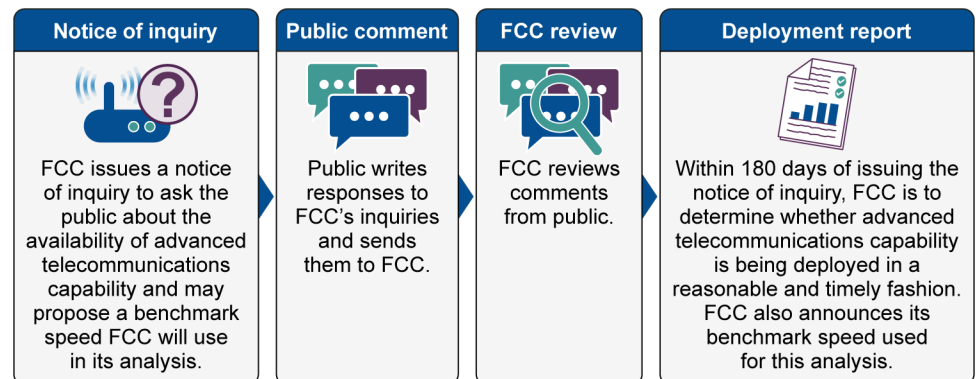 Notice of inquiry
FCC issues a notice
of inquiry to ask the
public about the
availability of advanced
telecommunications
capability and may
propose a benchmark
speed FCC will use
in its analysis.
Public comment
Public writes
responses to
FCC’s inquiries
and sends
them to FCC.
FCC review
FCC reviews
comments
from public.
Deployment report
Within 180 days of issuing the
notice of inquiry, FCC is to
determine whether advanced
telecommunications capability
is being deployed in a
reasonable and timely fashion.
FCC also announces its
benchmark speed used
for this analysis.